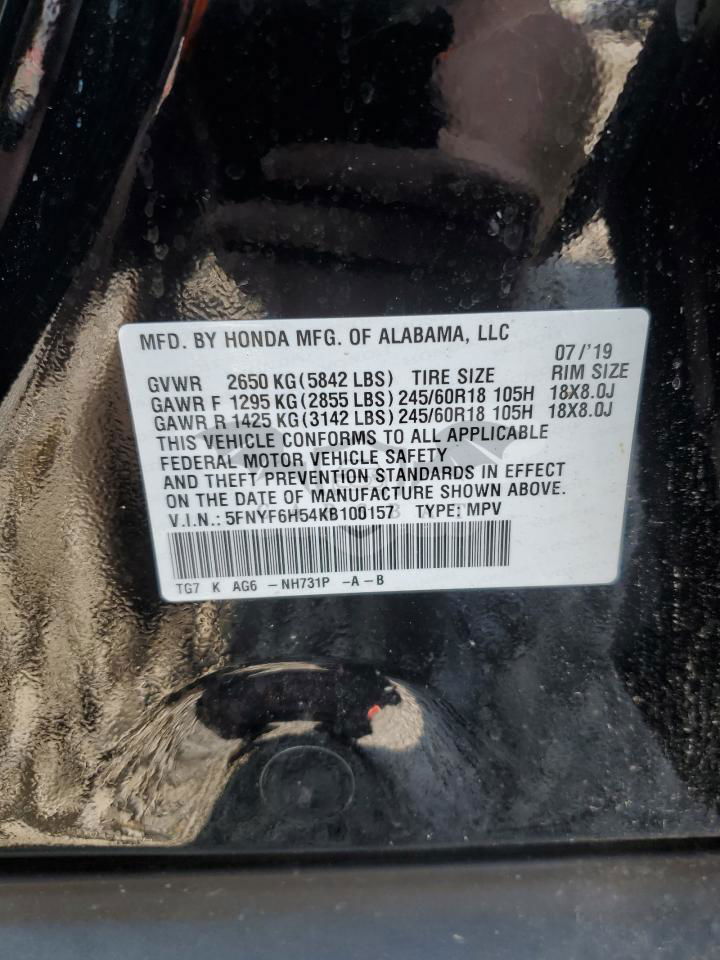 MFD. BY HONDA MFG. OF ALABAMA, LLC
07/'19
GVWR 2650 KG(5842 LBS) TIRE SIZE RIM SIZE
GAWR F 1295 KG(2855 LBS)245/60R18 105H 18X8.0J
GAWR R 1425 KG(3142 LBS)245/60R18 105H 18X8.0J
THIS VEHICLE CONFORMS TO ALL APPLICABLE
FEDERAL MOTOR VEHICLE SAFETY
AND THEFT PREVENTION STANDARDS IN EFFECT
ON THE DATE OF MANUFACTURE SHOWN ABOVE.
V.I.N.: 5FNYF6H54KB100157 TYPE: MPV
TG7 K AG6 -NH731P -A-B